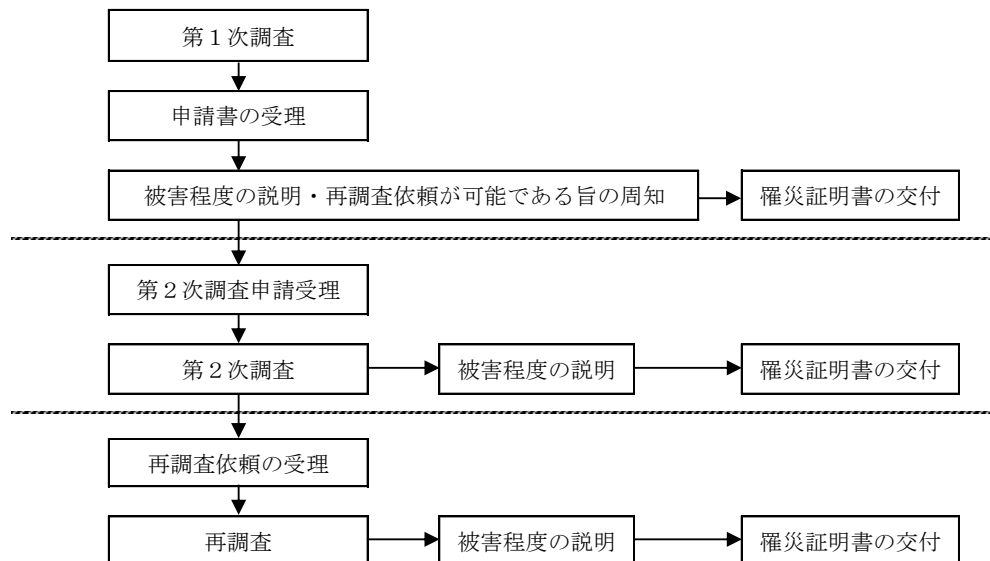 第１次調査
申請書の受理
被害程度の説明・再調査依頼が可能である旨の周知
罹災証明書の交付
第２次調査申請受理
第２次調査
被害程度の説明
罹災証明書の交付
再調査依頼の受理
再調査
被害程度の説明
罹災証明書の交付